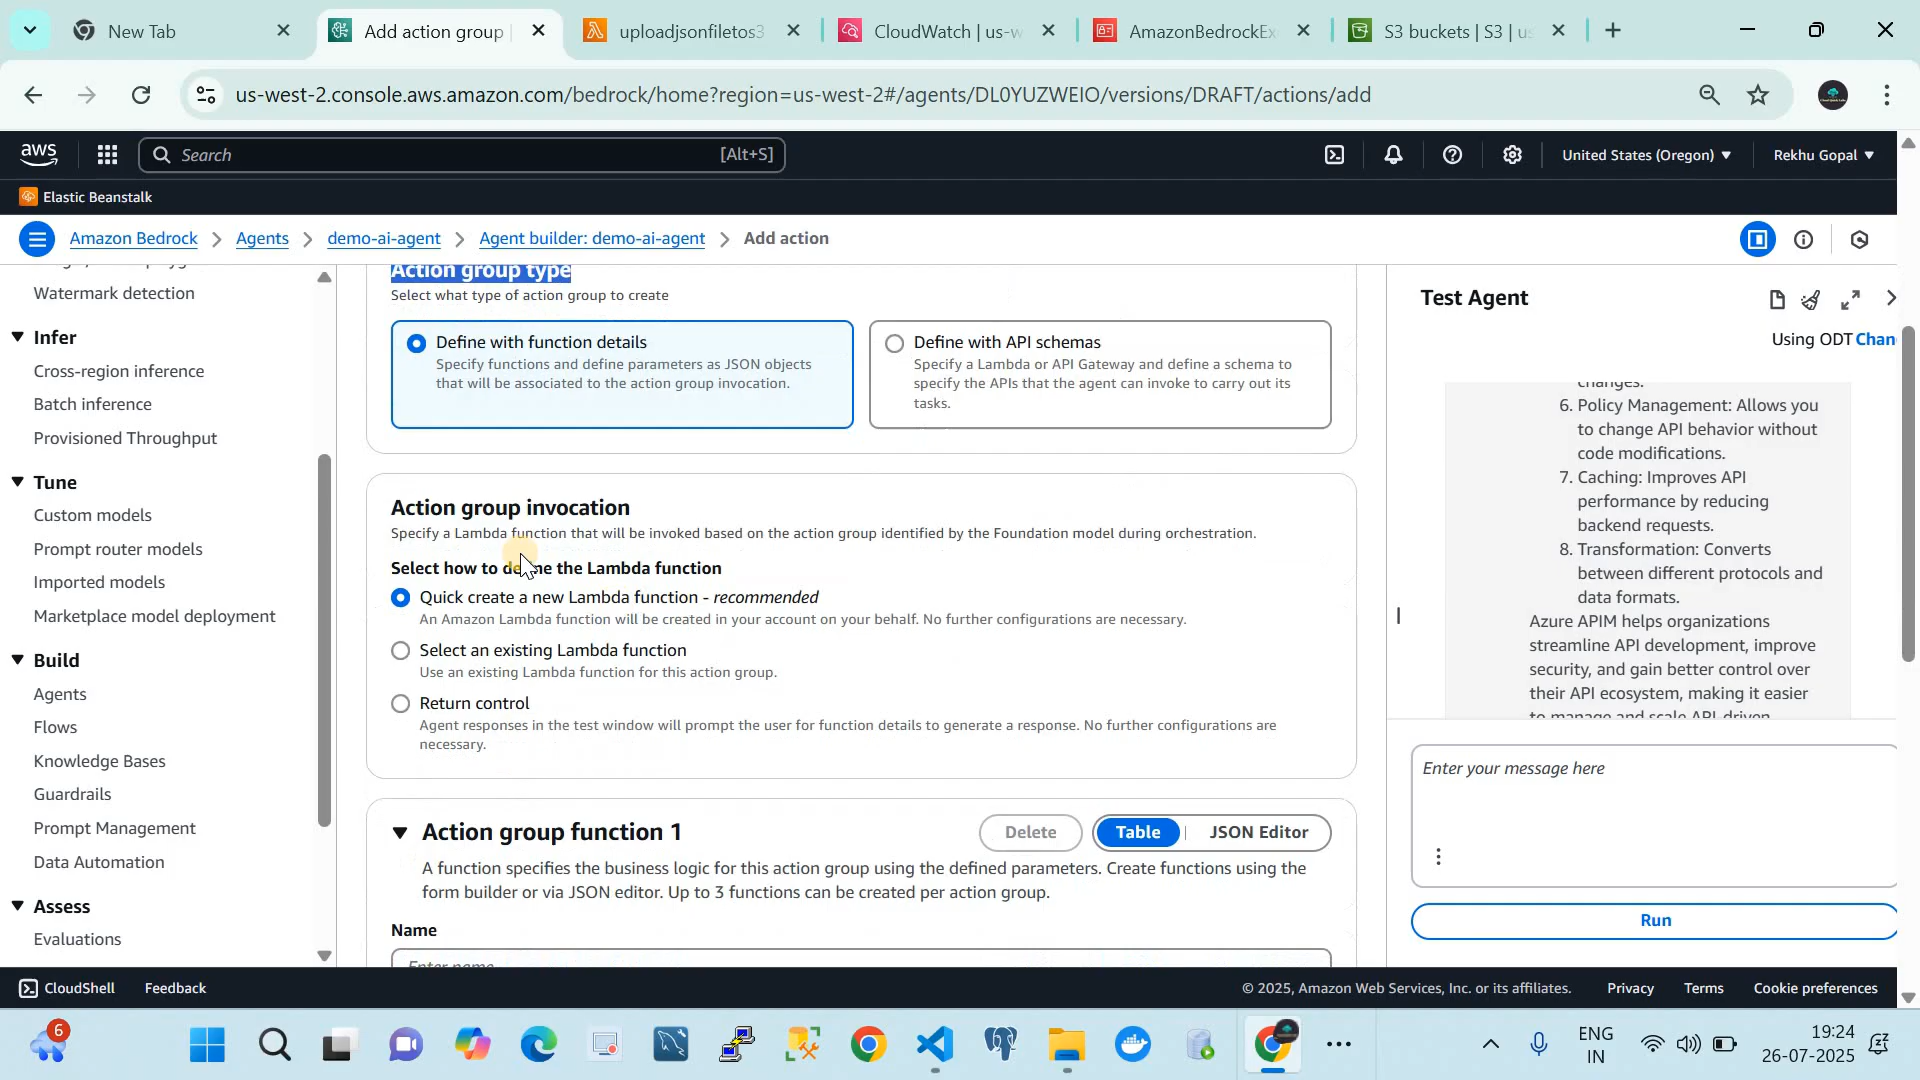 New Tab
Add action group
uploadjsonfiletos3
CloudWatch | us-w
AmazonBedrockEx
S3 buckets | S3 | us
us-west-2.console.aws.amazon.com/bedrock/home?region=us-west-2#/agents/DL0YUZWEIO/versions/DRAFT/actions/add
aws
Search
[Alt+S]
United States (Oregon)
Rekhu Gopal
Elastic Beanstalk
Amazon Bedrock
Agents
demo-ai-agent
Agent builder: demo-ai-agent
Add action
Watermark detection
Infer
Cross-region inference
Batch inference
Provisioned Throughput
Tune
Custom models
Prompt router models
Imported models
Marketplace model deployment
Build
Agents
Flows
Knowledge Bases
Guardrails
Prompt Management
Data Automation
Assess
Evaluations
Action group type
Select what type of action group to create
Define with function details
Specify functions and define parameters as JSON objects
that will be associated to the action group invocation.
Define with API schemas
Specify a Lambda or API Gateway and define a schema to
specify the APIs that the agent can invoke to carry out its
tasks.
Action group invocation
Specify a Lambda function that will be invoked based on the action group identified by the Foundation model during orchestration.
Select how to define the Lambda function
Quick create a new Lambda function - recommended
An Amazon Lambda function will be created in your account on your behalf. No further configurations are necessary.
Select an existing Lambda function
Use an existing Lambda function for this action group.
Return control
Agent responses in the test window will prompt the user for function details to generate a response. No further configurations are
necessary.
Action group function 1
Delete
Table
JSON Editor
A function specifies the business logic for this action group using the defined parameters. Create functions using the
form builder or via JSON editor. Up to 3 functions can be created per action group.
Name
Enter name
Test Agent
Using ODT Chan
changes.
6. Policy Management: Allows you
to change API behavior without
code modifications.
7. Caching: Improves API
performance by reducing
backend requests.
8. Transformation: Converts
between different protocols and
data formats.
Azure APIM helps organizations
streamline API development, improve
security, and gain better control over
their API ecosystem, making it easier
to manage and scale API-driven
Enter your message here
Run
CloudShell
Feedback
© 2025, Amazon Web Services, Inc. or its affiliates.
Privacy
Terms
Cookie preferences
6
ENG
IN
19:24
26-07-2025